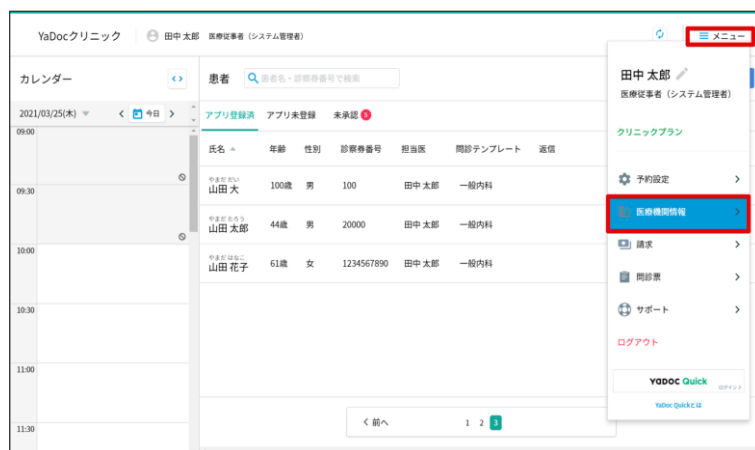 YaDocクリニック 田中 太郎 医療従事者（システム管理者） メニュー
カレンダー
2021/03/25(木) 今日
09:00
09:30
10:00
10:30
11:00
11:30
患者 患者名・診察券番号で検索
アプリ登録済 アプリ未登録 未承認 5
氏名 年齢 性別 診察券番号 担当医 問診テンプレート 返信
やまだ だい
山田 大 100歳 男 100 田中 太郎 一般内科
やまだ たろう
山田 太郎 44歳 男 20000 田中 太郎 一般内科
やまだ はなこ
山田 花子 61歳 女 1234567890 田中 太郎 一般内科
前へ 1 2 3
田中 太郎
医療従事者（システム管理者）
クリニックプラン
予約設定
医療機関情報
請求
問診票
サポート
ログアウト
YaDoc Quick ログイン
YaDoc Quickとは